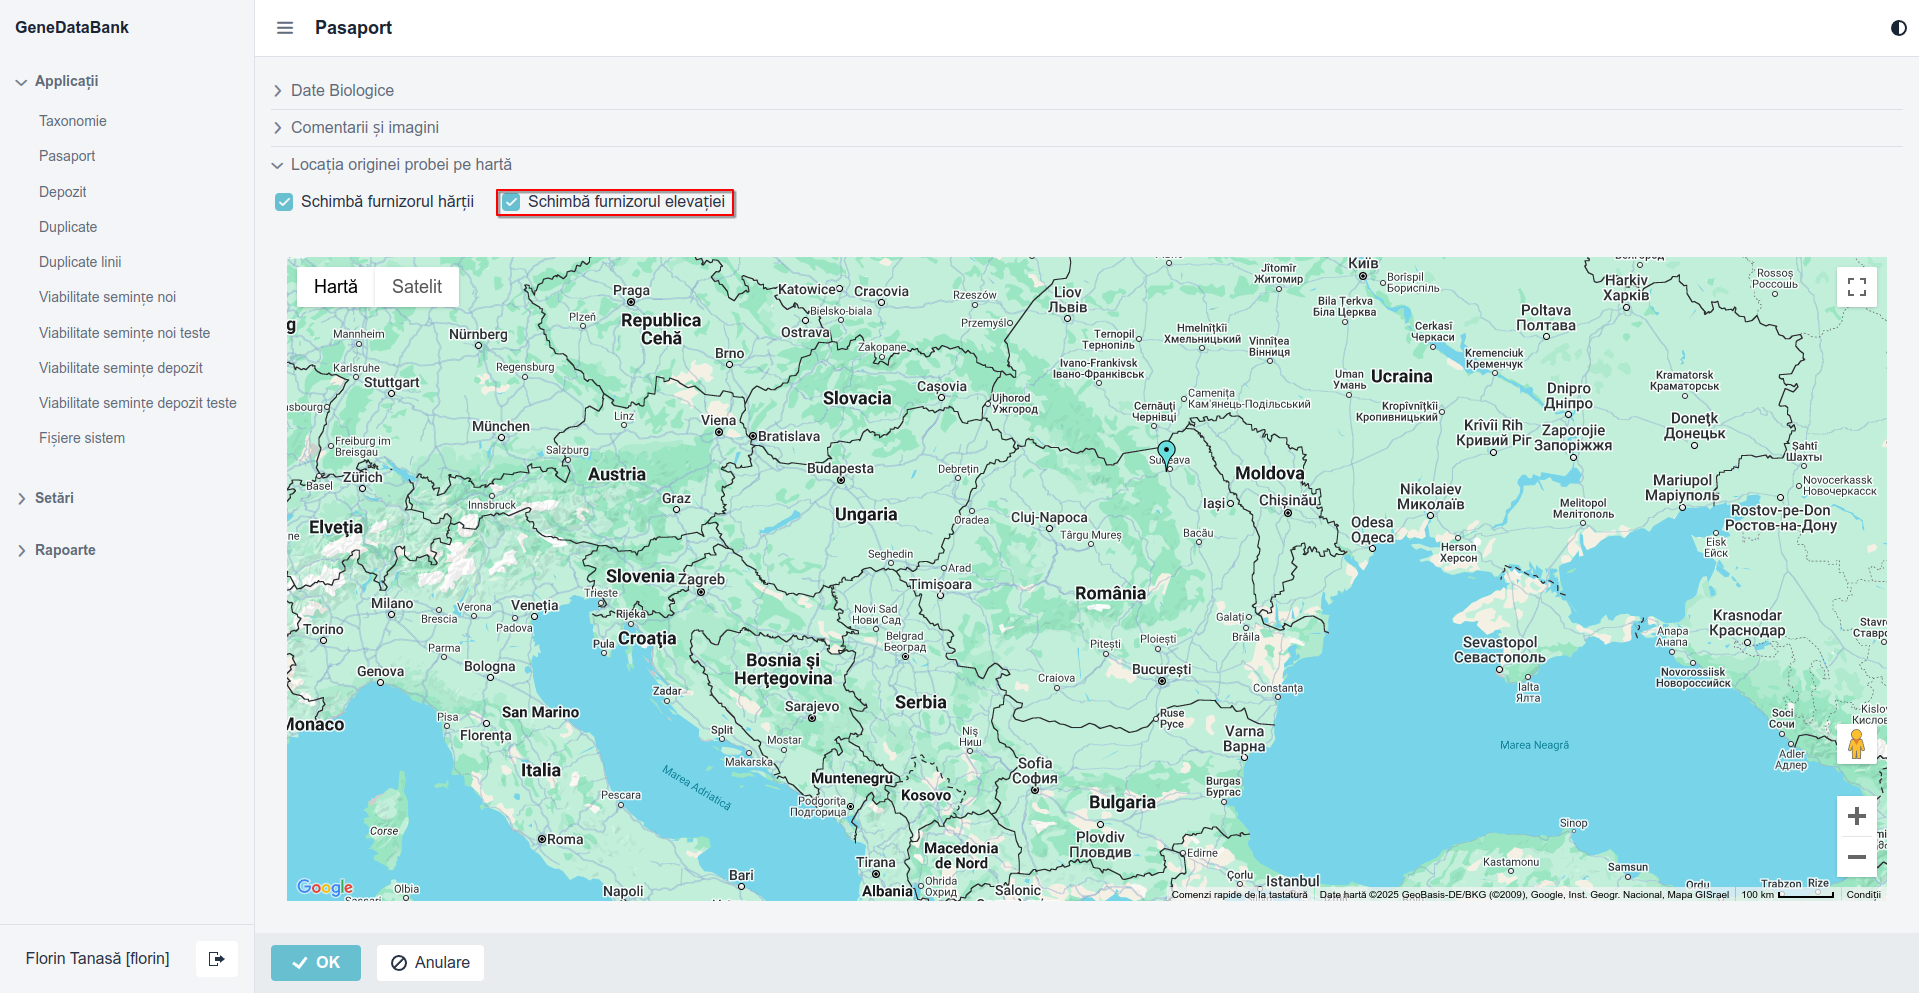 GeneDataBank
Pasaport
Applicații
Taxonomie
Pasaport
Depozit
Duplicate
Duplicate linii
Viabilitate semințe noi
Viabilitate semințe noi teste
Viabilitate semințe depozit
Viabilitate semințe depozit teste
Fișiere sistem
Setări
Rapoarte
Florin Tanasă [florin]
Date Biologice
Comentarii și imagini
Locația originei probei pe hartă
Schimbă furnizorul hărții
Schimbă furnizorul elevației
Hartă
Satelit
Praga
Plzeň
Republica
Cehă
Katowice
Cracovia
Bielsko-biala
Ostrava
Zakopane
Rzeszów
Przemyślo
Liov
Львів
Ternopil
Тернопіль
Jîtomîr
Житомир
Київ
Borispil
Бориспіль
Bila Țerkva
Біла Церква
Hmelnițkii
Хмельницький
Vinnița
Вінниця
Cerkasî
Черкаси
Poltava
Полтава
Harkiv
Харків
Rossoș
Россошь
Kremenciuk
Кременчук
Mannheim
Nürnberg
Karlsruhe
Stuttgart
Regensburg
Brno
Ivano-Frankivsk
Івано-Франківськ
Uman
Умань
Ucraina
Dnipro
Дніпро
Kramatorsk
Краматорськ
Slovacia
Cașovia
Ujhorod
Ужгород
Cernăuți
Чернівці
Camenița
Кам'янець-Подільський
Kropîvnîțkîi
Кропивницький
Krîvîi Rih
Кривий Ріг
Zaporojie
Запоріжжя
Donețk
Донецьк
Linz
Viena
Bratislava
München
Salzburg
Freiburg im
Breisgau
Basel
Zürich
Austria
Graz
Budapesta
Debrețin
Suceava
Moldova
Iași
Chișinău
Șahtî
Шахты
Mariupol
Маріуполь
Novocerkassk
Новочеркасск
Nikolaiev
Миколаїв
Melitopol
Мелітополь
Rostov-pe-Don
Ростов-на-Дону
Innsbruck
Elveția
Ungaria
Oradea
Cluj-Napoca
Târgu Mureș
Bacău
Odesa
Одеса
Herson
Херсон
Eisk
Ейск
Seghedin
Arad
Timișoara
Slovenia
Zagreb
Trieste
Rijeka
Croația
Pula
Milano
Verona
Brescia
Veneția
Padova
Torino
Parma
Genova
Bologna
Novi Sad
Нови Сад
Belgrad
Београд
România
Galați
Brăila
Pitești
Ploiești
București
Craiova
Constanța
Krasnodar
Краснодар
Anapa
Анапа
Sevastopol
Севастополь
Ialta
Ялта
Novorossiisk
Новороссийск
Bosnia și
Herțegovina
Sarajevo
Zadar
Serbia
Monaco
Pisa
San Marino
Florența
Split
Mostar
Makarska
Niș
Ниш
Ruse
Русе
Varna
Варна
Marea Neagră
Soci
Сочи
Adler
Адлер
Italia
Marea Adriatică
Muntenegru
Kosovo
Sofia
София
Burgas
Бургас
Pescara
Podgorița
Подгорица
Bulgaria
Corse
Roma
Plovdiv
Пловдив
Macedonia
de Nord
Edirne
Sinop
Tirana
Albania
Ohrida
Охрид
Bari
Napoli
Olbia
Salonic
Çorlu
Istanbul
Kastamonu
Samsun
Ordu
Trabzon
Rize
Google
Comenzi rapide de la tastatură
Date hartă ©2025 GeoBasis-DE/BKG (©2009), Google, Inst. Geogr. Nacional, Mapa GISrael
100 km
Condiții
OK
Anulare